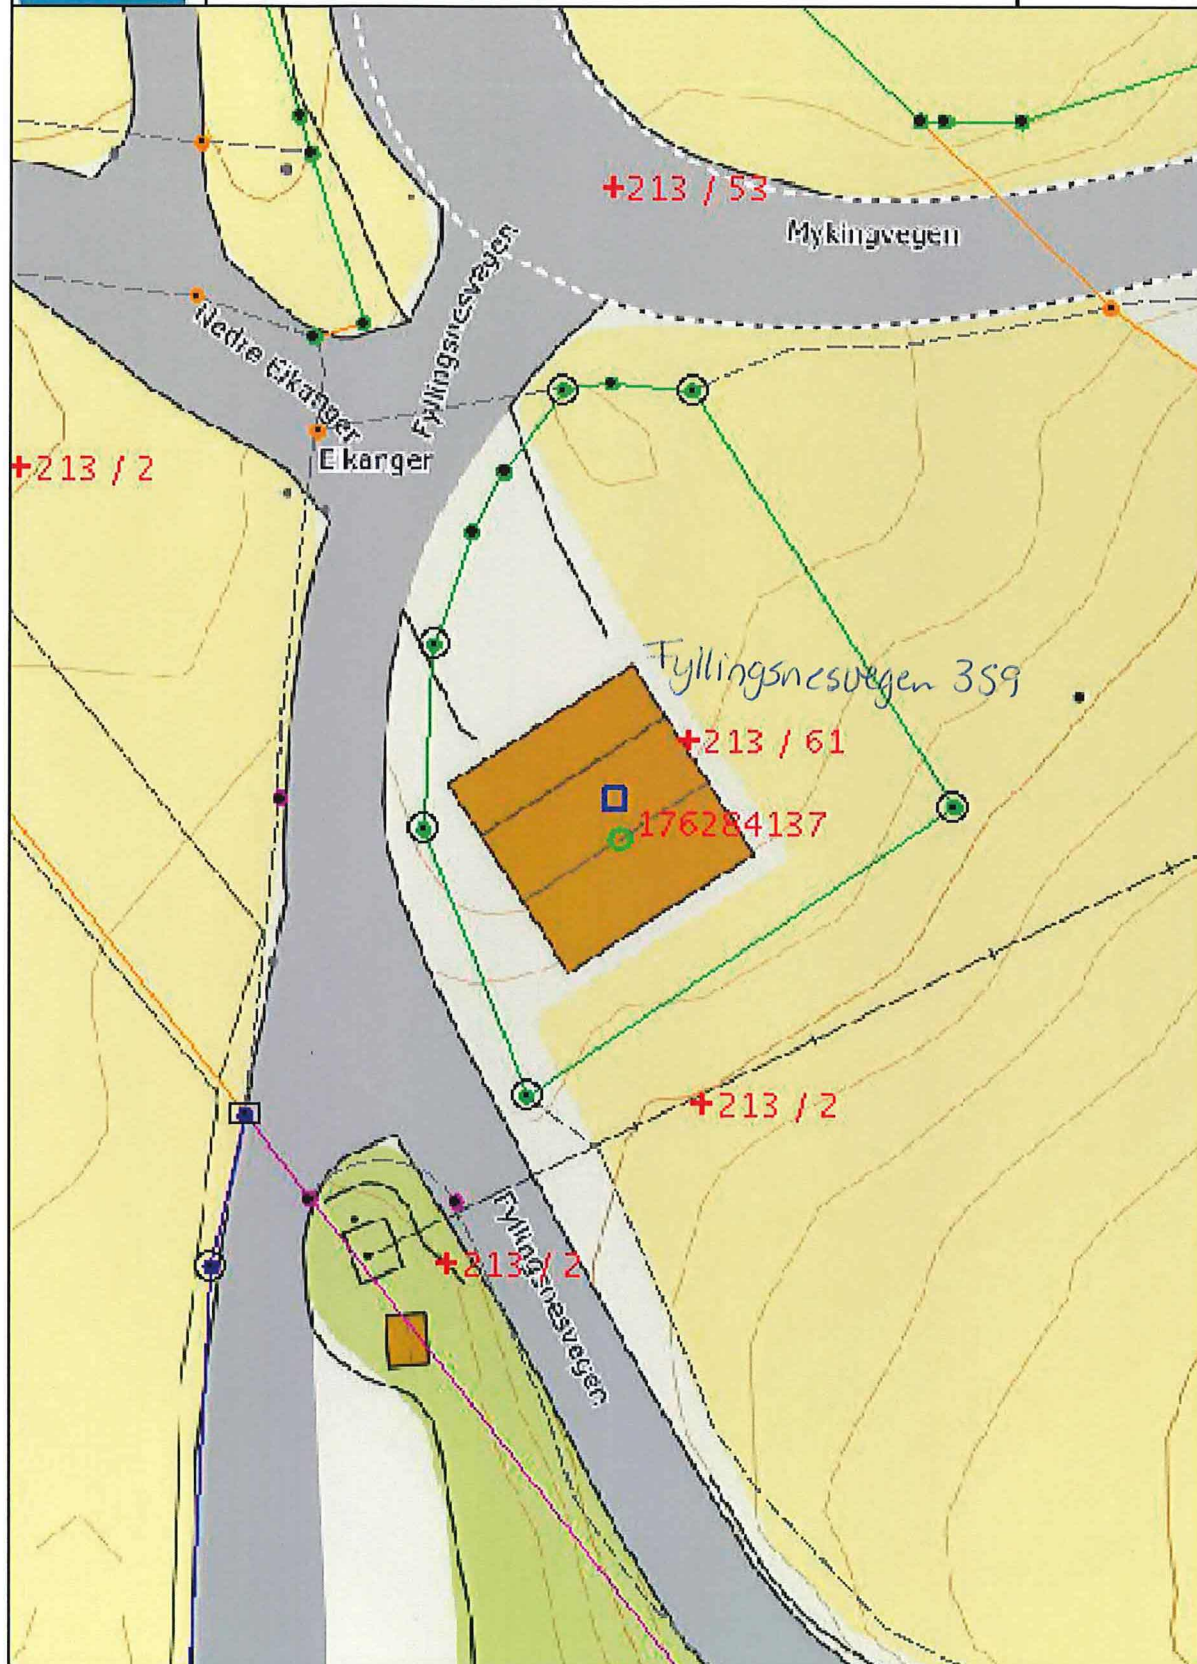 +213 / 53
Mykingvegen
Fyllingsnesvegen
Nedre Eikanger
Eikanger
+213 / 2
Fyllingsnesvegen 359
+213 / 61
176284137
+213 / 2
+213 / 2
Fyllingsnesvegen